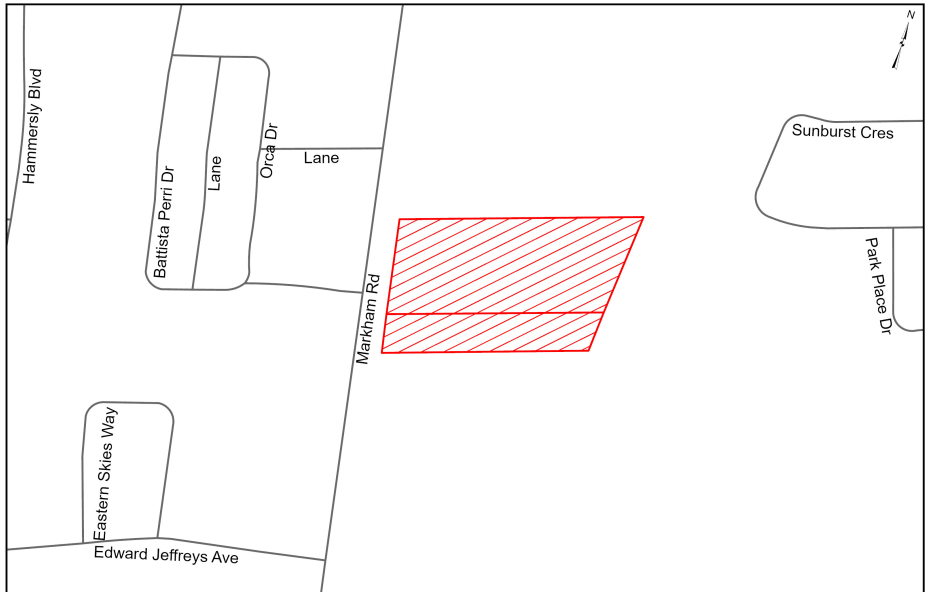 N
Hammersly Blvd
Battista Perri Dr
Lane
Orca Dr
Lane
Sunburst Cres
Park Place Dr
Markham Rd
Eastern Skies Way
Edward Jeffreys Ave